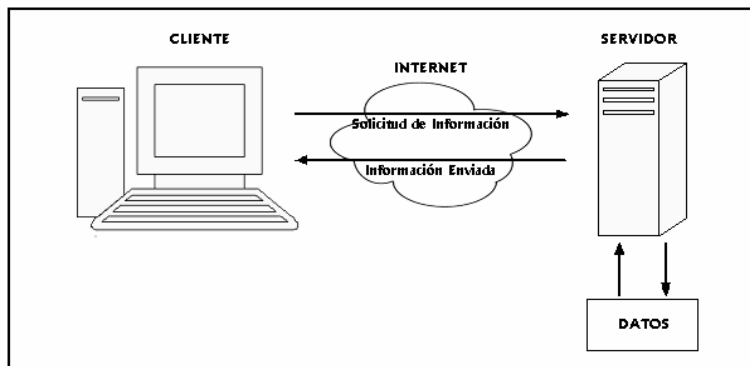 CLIENTE
SERVIDOR
INTERNET
Solicitud de Información
Información Enviada
DATOS